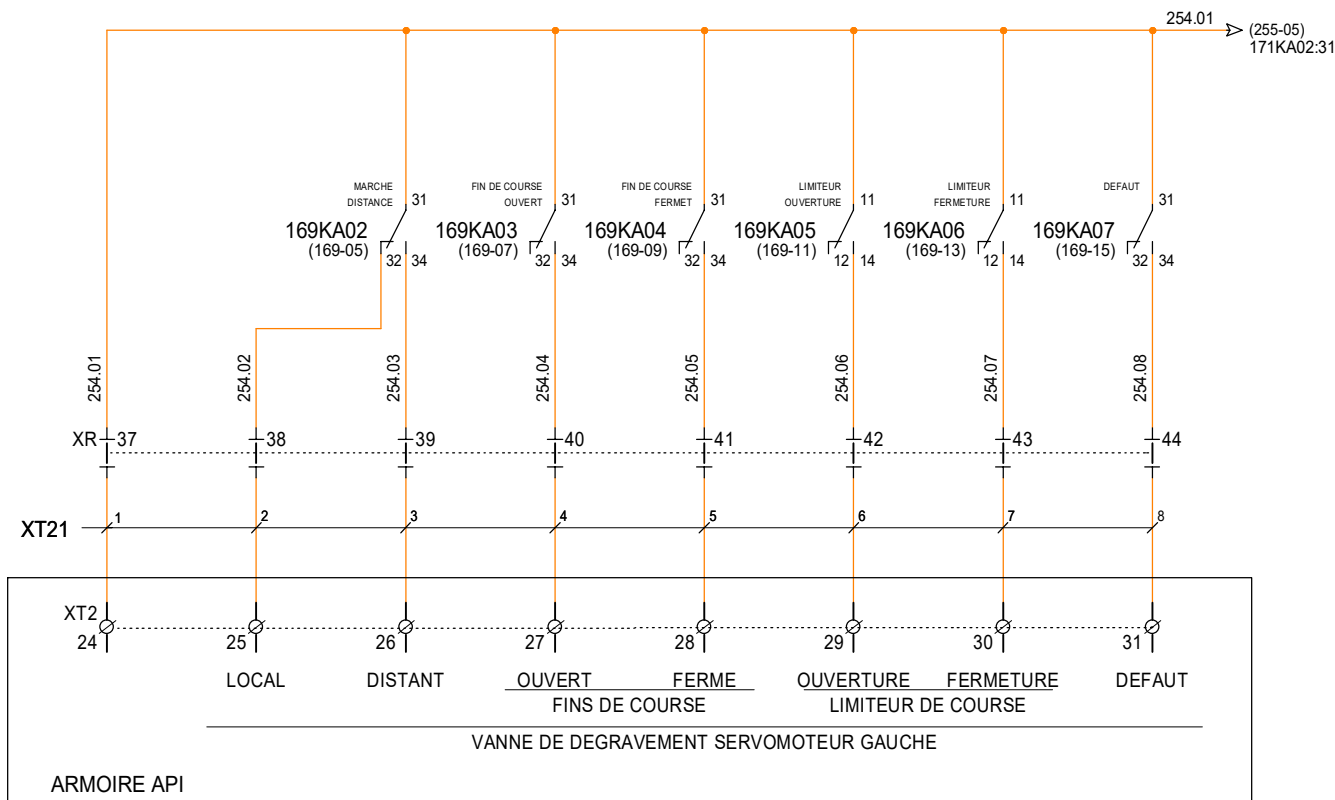 254.01
(255-05)
171KA02:31
MARCHE
DISTANCE
31
169KA02
(169-05)
32 34
FIN DE COURSE
OUVERT
31
169KA03
(169-07)
32 34
FIN DE COURSE
FERMET
31
169KA04
(169-09)
32 34
LIMITEUR
OUVERTURE
11
169KA05
(169-11)
12 14
LIMITEUR
FERMETURE
11
169KA06
(169-13)
12 14
DEFAUT
31
169KA07
(169-15)
32 34
254.01 254.02 254.03 254.04 254.05 254.06 254.07 254.08
XR 37 38 39 40 41 42 43 44
XT21 1 2 3 4 5 6 7 8
XT2
24 25 26 27 28 29 30 31
LOCAL DISTANT OUVERT FERME OUVERTURE FERMETURE DEFAUT
FINS DE COURSE LIMITEUR DE COURSE
VANNE DE DEGRAVEMENT SERVOMOTEUR GAUCHE
ARMOIRE API